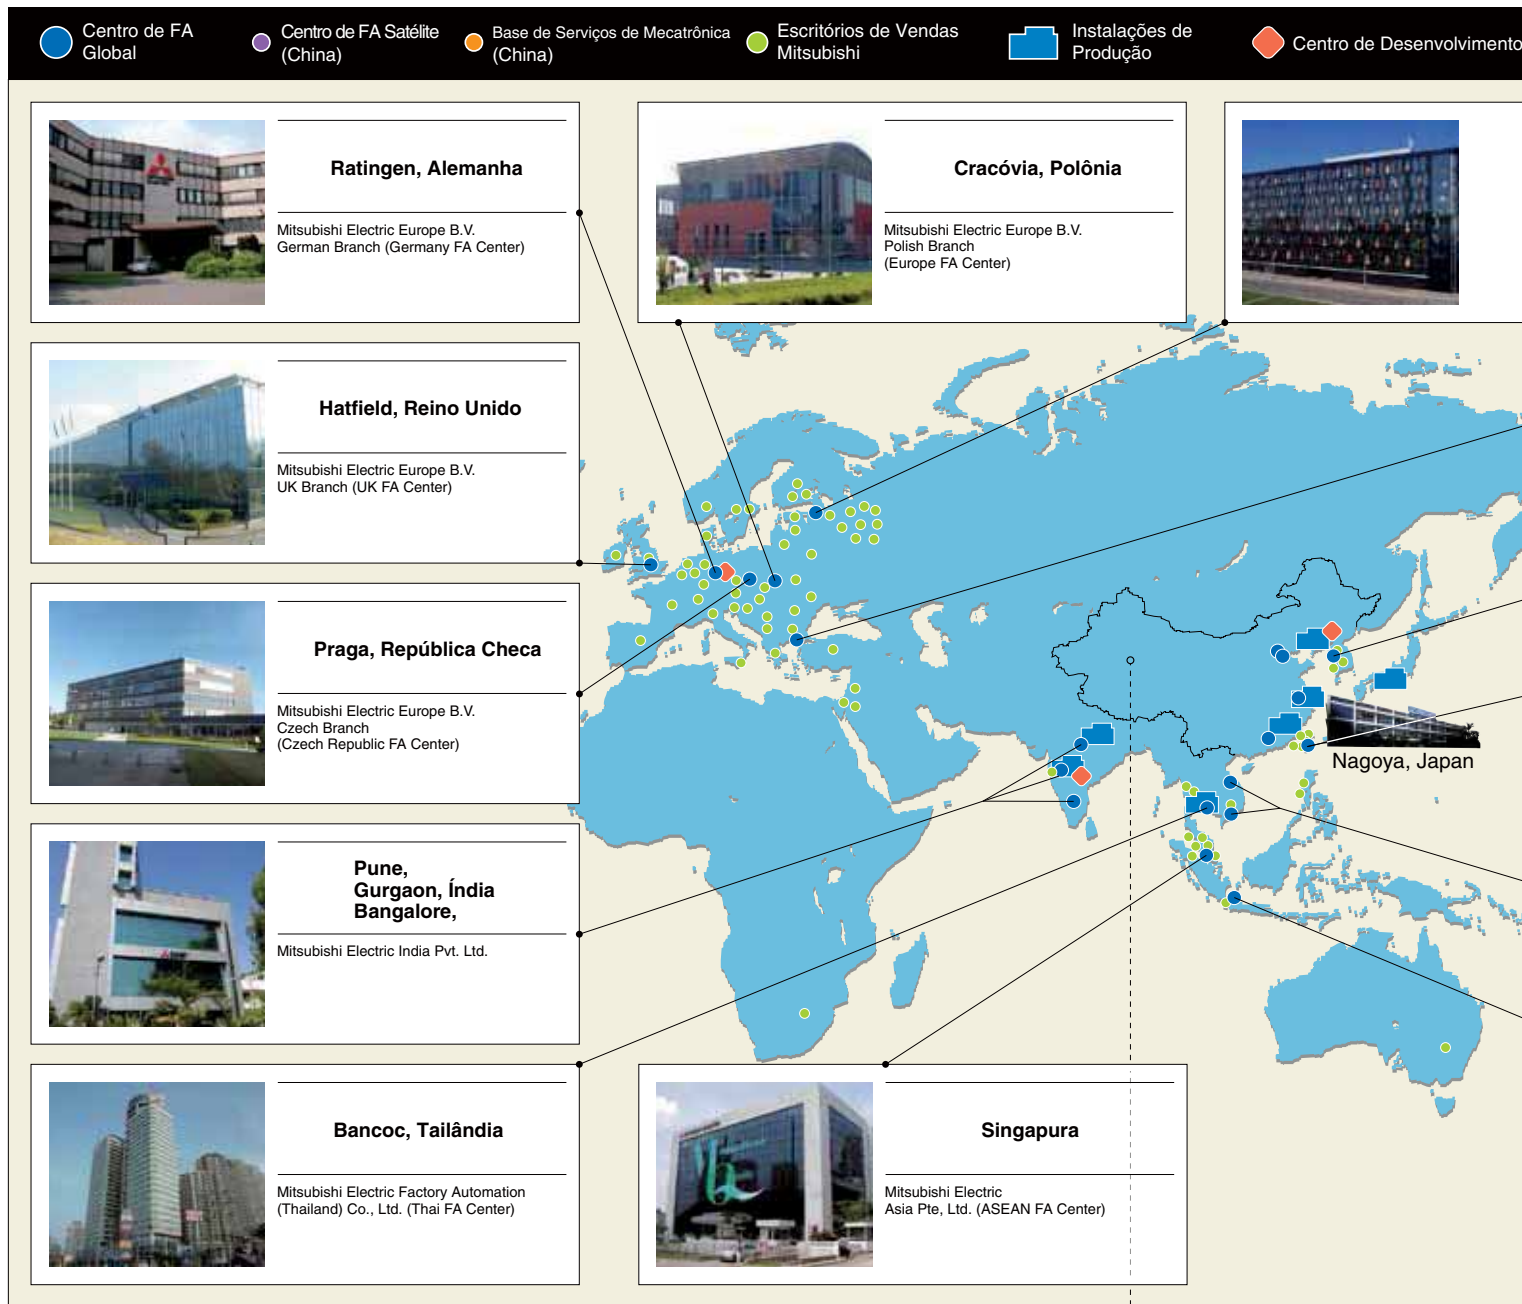 Centro de FA
Global
Centro de FA Satélite
(China)
Base de Serviços de Mecatrônica
(China)
Escritórios de Vendas
Mitsubishi
Instalações de
Produção
Centro de Desenvolvimento
Ratingen, Alemanha
Mitsubishi Electric Europe B.V.
German Branch (Germany FA Center)
Cracóvia, Polônia
Mitsubishi Electric Europe B.V.
Polish Branch
(Europe FA Center)
Hatfield, Reino Unido
Mitsubishi Electric Europe B.V.
UK Branch (UK FA Center)
Praga, República Checa
Mitsubishi Electric Europe B.V.
Czech Branch
(Czech Republic FA Center)
Nagoya, Japan
Pune,
Gurgaon, Índia
Bangalore,
Mitsubishi Electric India Pvt. Ltd.
Bancoc, Tailândia
Mitsubishi Electric Factory Automation
(Thailand) Co., Ltd. (Thai FA Center)
Singapura
Mitsubishi Electric
Asia Pte, Ltd. (ASEAN FA Center)